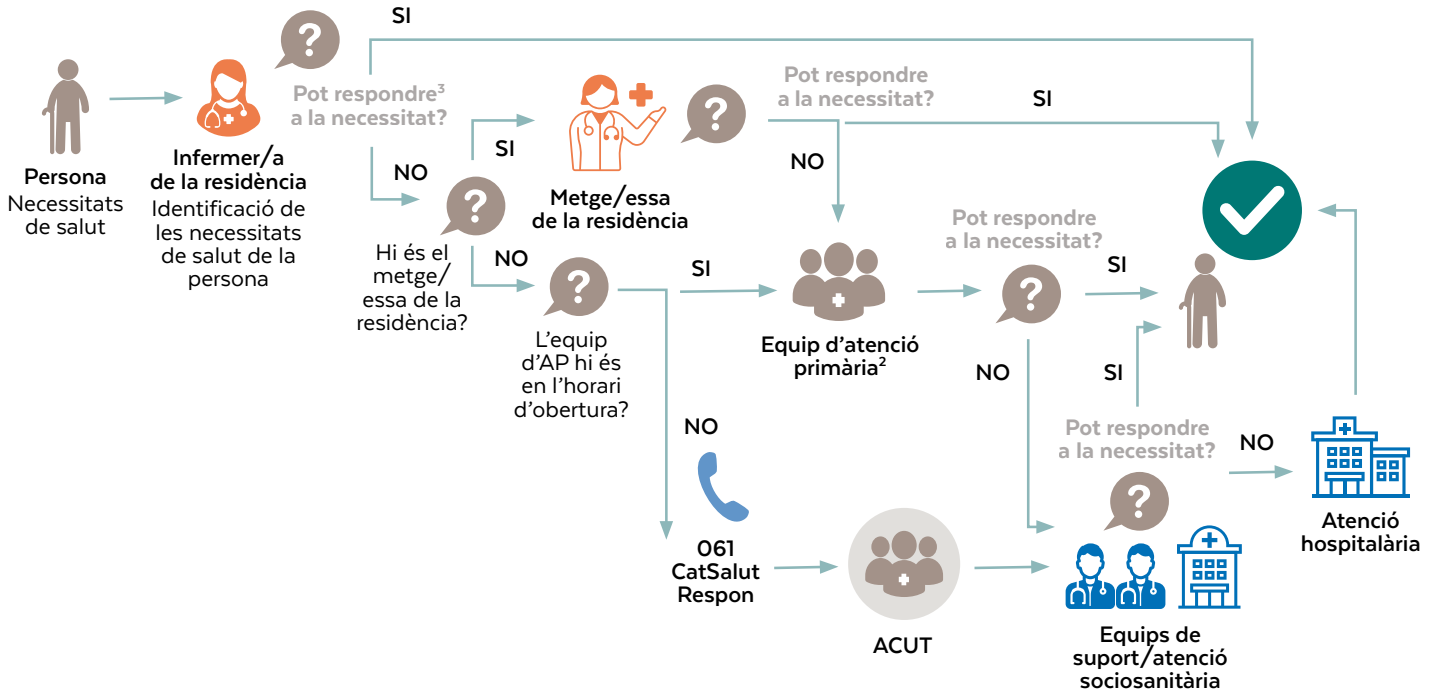 SI
Pot respondre³
a la necessitat?
Persona
Necessitats
de salut
Infermer/a
de la residència
Identificació de
les necessitats
de salut de la
persona
NO
SI
Hi és el
metge/
essa de la
residència?
Metge/essa
de la residència
Pot respondre
a la necessitat?
SI
NO
NO
L’equip
d’AP hi és
en l’horari
d’obertura?
SI
Equip d’atenció
primària²
Pot respondre
a la necessitat?
SI
NO
SI
NO
061
CatSalut
Respon
ACUT
Pot respondre
a la necessitat?
NO
Equips de
suport/atenció
sociosanitària
Atenció
hospitalària